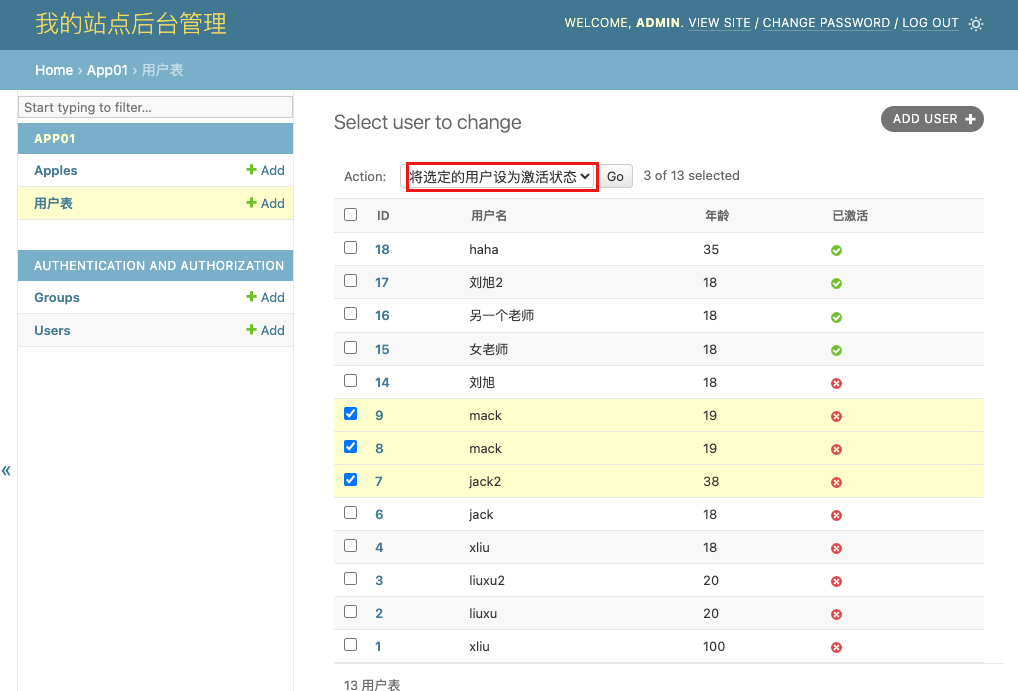 我的站点后台管理
WELCOME, ADMIN. VIEW SITE / CHANGE PASSWORD / LOG OUT
Home › App01 › 用户表
Start typing to filter...
APP01
Apples Add
用户表 Add
AUTHENTICATION AND AUTHORIZATION
Groups Add
Users Add
«
Select user to change
ADD USER
Action: 将选定的用户设为激活状态 Go 3 of 13 selected
ID 用户名 年龄 已激活
18 haha 35
17 刘旭2 18
16 另一个老师 18
15 女老师 18
14 刘旭 18
9 mack 19
8 mack 19
7 jack2 38
6 jack 18
4 xliu 18
3 liuxu2 20
2 liuxu 20
1 xliu 100
13 用户表